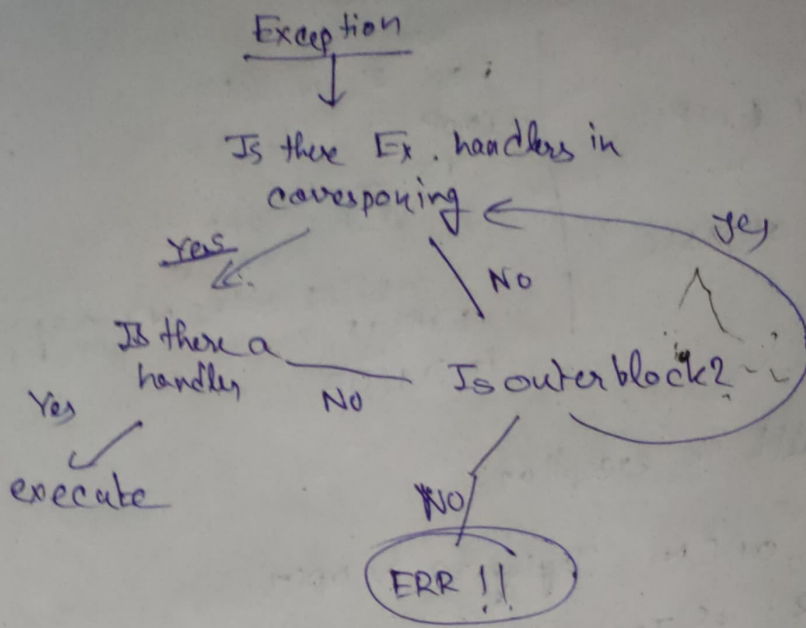 Exception
Is there Ex. handlers in
corresponing
Yes
yes
NO
Is there a
handler
Yes
NO
Is outer block?
execute
NO
ERR !!